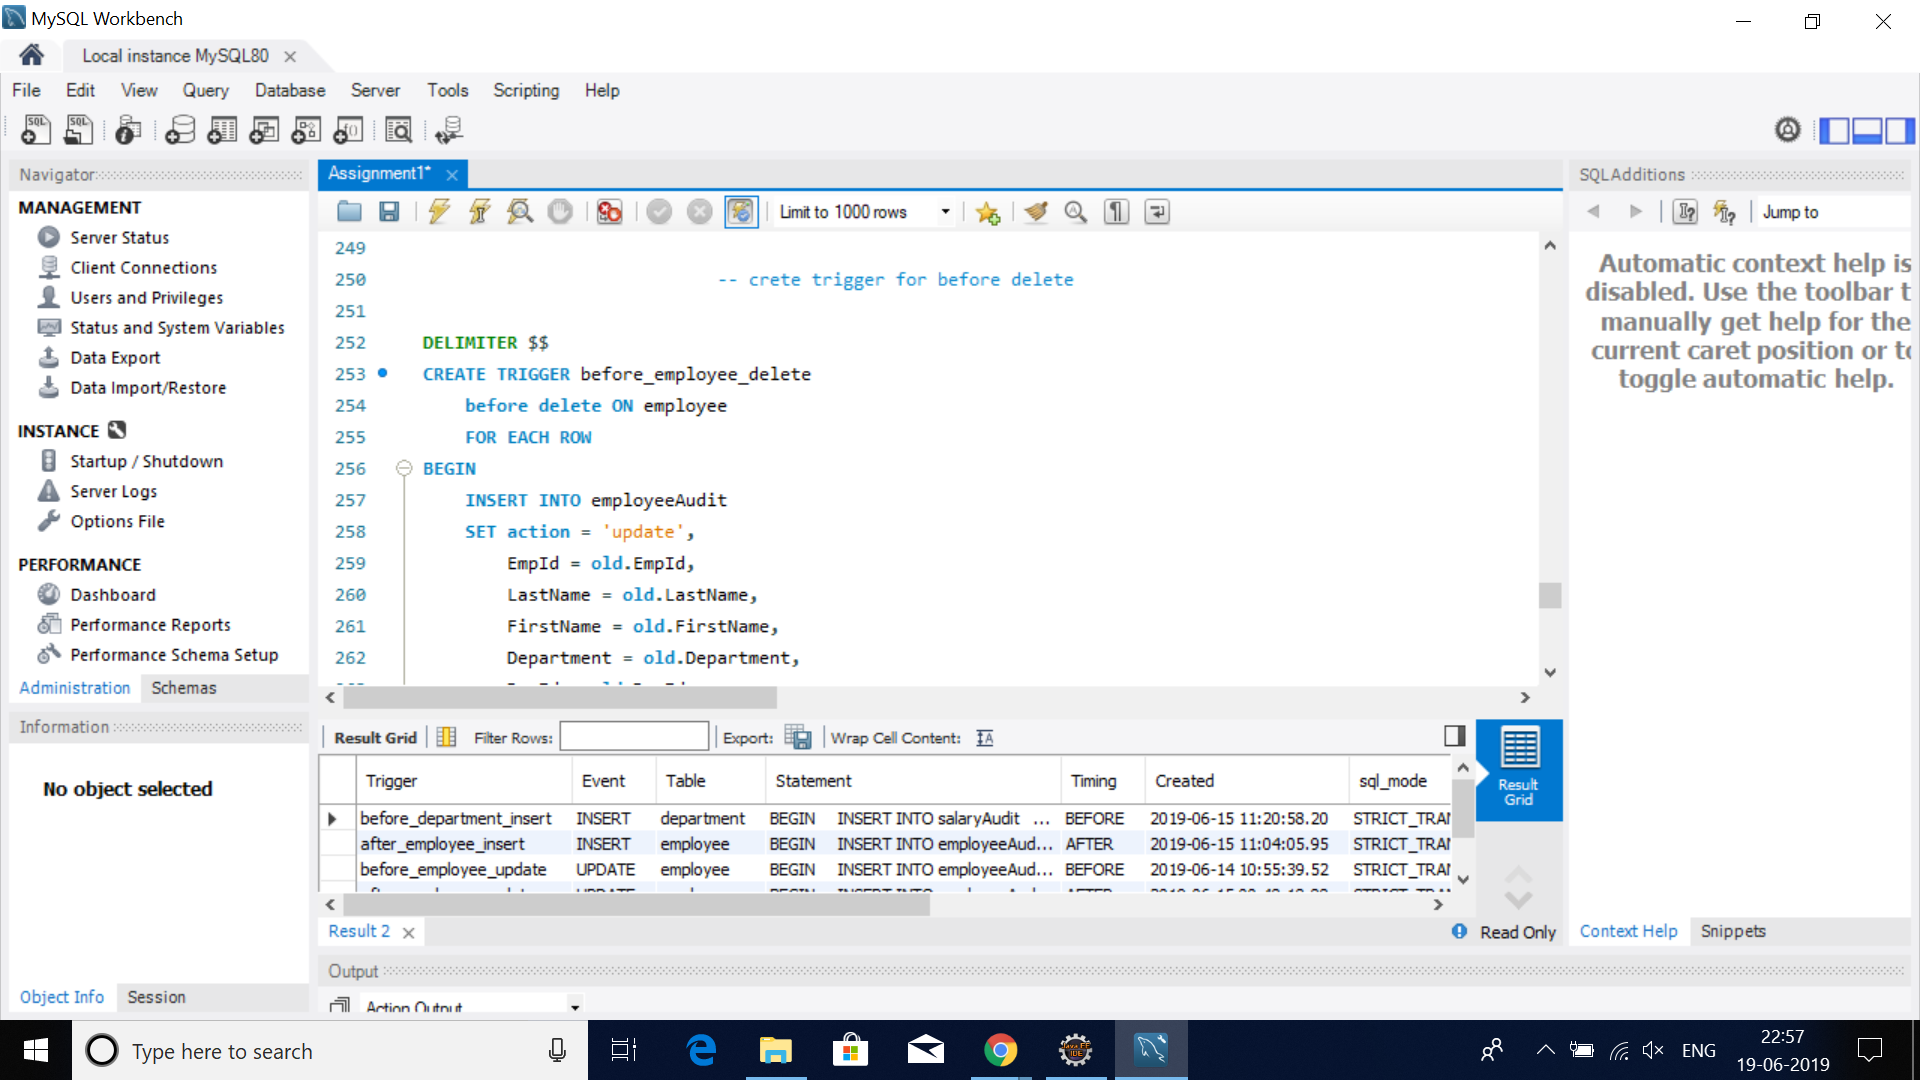 MySQL Workbench
Local instance MySQL80
File Edit View Query Database Server Tools Scripting Help
Navigator
MANAGEMENT
Server Status
Client Connections
Users and Privileges
Status and System Variables
Data Export
Data Import/Restore
INSTANCE
Startup / Shutdown
Server Logs
Options File
PERFORMANCE
Dashboard
Performance Reports
Performance Schema Setup
Administration Schemas
Information
No object selected
Object Info Session
Assignment1*
Limit to 1000 rows
249
250 -- crete trigger for before delete
251
252 DELIMITER $$
253 CREATE TRIGGER before_employee_delete
254 before delete ON employee
255 FOR EACH ROW
256 BEGIN
257 INSERT INTO employeeAudit
258 SET action = 'update',
259 EmpId = old.EmpId,
260 LastName = old.LastName,
261 FirstName = old.FirstName,
262 Department = old.Department,
Result Grid Filter Rows: Export: Wrap Cell Content:
Trigger Event Table Statement Timing Created sql_mode
before_department_insert INSERT department BEGIN INSERT INTO salaryAudit ... BEFORE 2019-06-15 11:20:58.20 STRICT_TRAN
after_employee_insert INSERT employee BEGIN INSERT INTO employeeAud... AFTER 2019-06-15 11:04:05.95 STRICT_TRAN
before_employee_update UPDATE employee BEGIN INSERT INTO employeeAud... BEFORE 2019-06-14 10:55:39.52 STRICT_TRAN
Result
Grid
Result 2
Read Only
Output
Action Output
SQLAdditions
Jump to
Automatic context help is
disabled. Use the toolbar t
manually get help for the
current caret position or to
toggle automatic help.
Context Help Snippets
Type here to search
ENG
22:57
19-06-2019